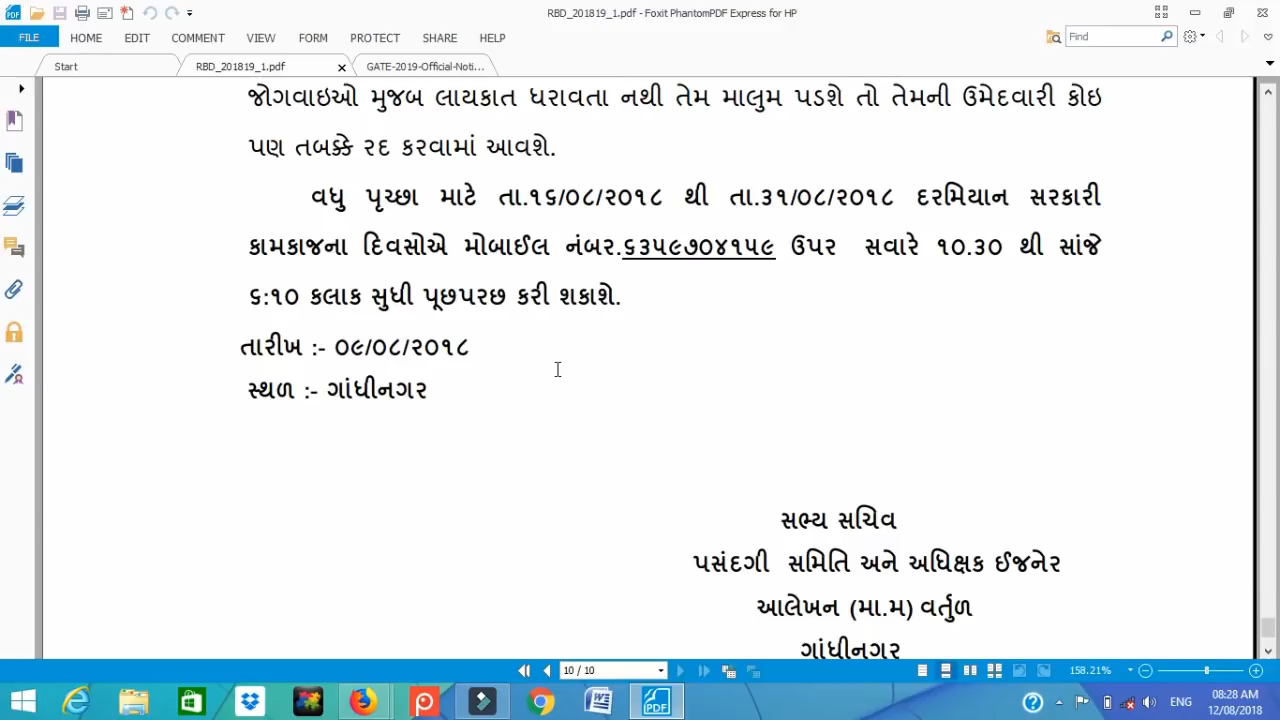 RBD_201819_1.pdf - Foxit PhantomPDF Express for HP
FILE HOME EDIT COMMENT VIEW FORM PROTECT SHARE HELP Find
Start RBD_201819_1.pdf GATE-2019-Official-Noti...
જોગવાઇઓ મુજબ લાયકાત ધરાવતા નથી તેમ માલુમ પડશે તો તેમની ઉમેદવારી કોઇ
પણ તબક્કે રદ કરવામાં આવશે.
વધુ પૃચ્છા માટે તા.૧૬/૦૮/૨૦૧૮ થી તા.૩૧/૦૮/૨૦૧૮ દરમિયાન સરકારી
કામકાજના દિવસોએ મોબાઈલ નંબર.૬૩૫૯૭૦૪૧૫૯ ઉપર સવારે ૧૦.૩૦ થી સાંજે
૬:૧૦ કલાક સુધી પૂછપરછ કરી શકાશે.
તારીખ :- ૦૯/૦૮/૨૦૧૮
સ્થળ :- ગાંધીનગર
સભ્ય સચિવ
પસંદગી સમિતિ અને અધિક્ષક ઈજનેર
આલેખન (મા.મ) વર્તુળ
ગાંધીનગર
10 / 10 158.21%
ENG 08:28 AM
12/08/2018